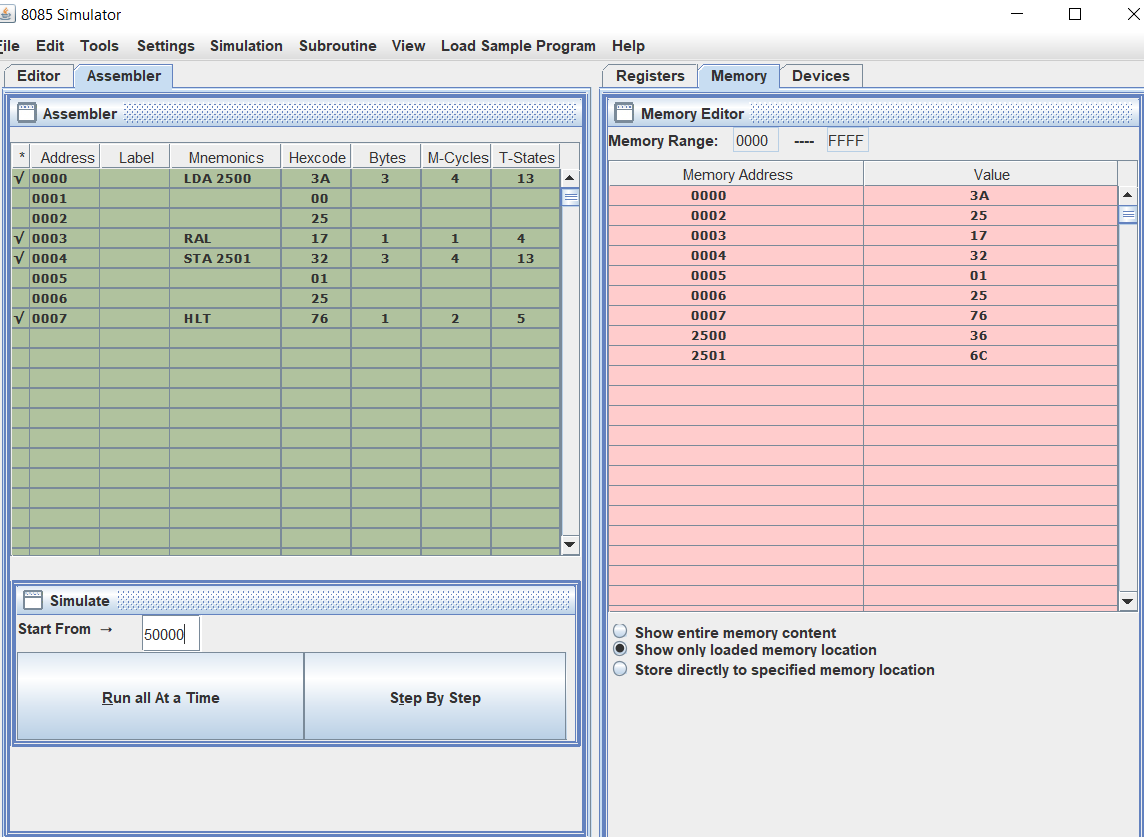 8085 Simulator
File Edit Tools Settings Simulation Subroutine View Load Sample Program Help
Editor Assembler
Assembler
* Address Label Mnemonics Hexcode Bytes M-Cycles T-States
√ 0000 LDA 2500 3A 3 4 13
0001 00
0002 25
√ 0003 RAL 17 1 1 4
√ 0004 STA 2501 32 3 4 13
0005 01
0006 25
√ 0007 HLT 76 1 2 5
Simulate
Start From → 50000
Run all At a Time Step By Step
Registers Memory Devices
Memory Editor
Memory Range: 0000 ---- FFFF
Memory Address Value
0000 3A
0002 25
0003 17
0004 32
0005 01
0006 25
0007 76
2500 36
2501 6C
Show entire memory content
Show only loaded memory location
Store directly to specified memory location